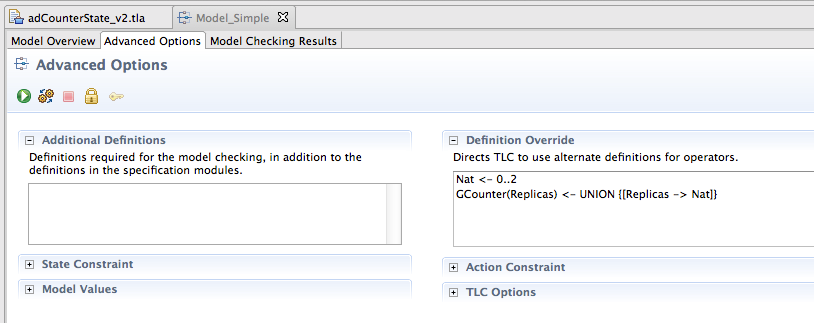 adCounterState_v2.tla
Model_Simple
Model Overview
Advanced Options
Model Checking Results
Advanced Options
Additional Definitions
Definitions required for the model checking, in addition to the
definitions in the specification modules.
State Constraint
Model Values
Definition Override
Directs TLC to use alternate definitions for operators.
Nat <- 0..2
GCounter(Replicas) <- UNION {[Replicas -> Nat]}
Action Constraint
TLC Options